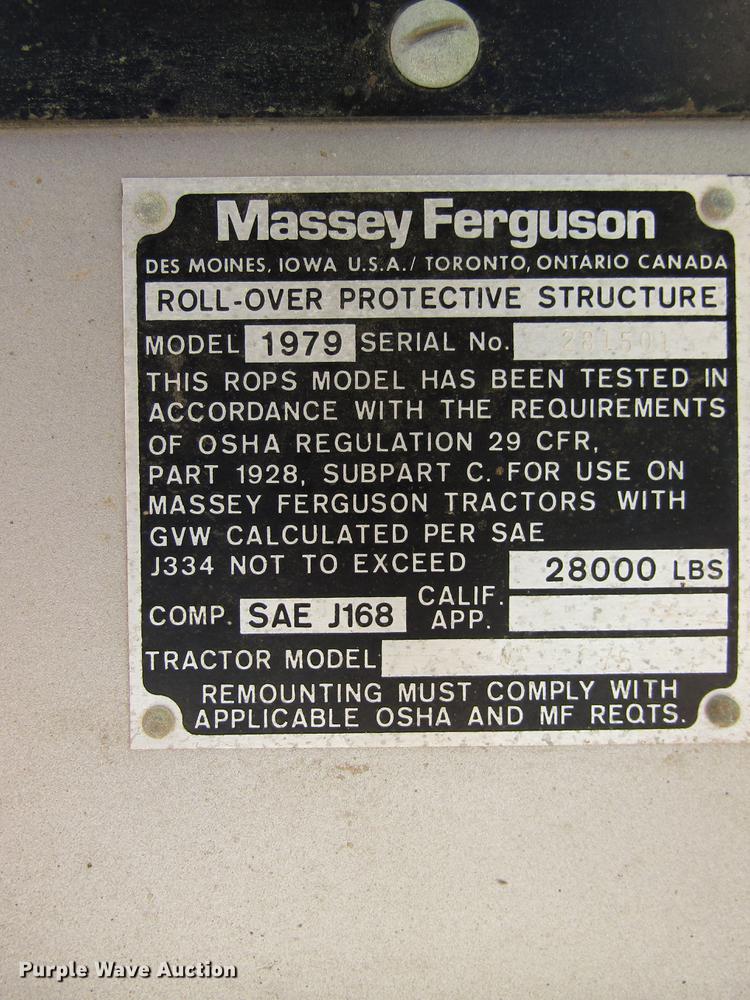 Massey Ferguson
DES MOINES, IOWA U.S.A./ TORONTO, ONTARIO CANADA
ROLL-OVER PROTECTIVE STRUCTURE
MODEL 1979 SERIAL No.
THIS ROPS MODEL HAS BEEN TESTED IN
ACCORDANCE WITH THE REQUIREMENTS
OF OSHA REGULATION 29 CFR,
PART 1928, SUBPART C. FOR USE ON
MASSEY FERGUSON TRACTORS WITH
GVW CALCULATED PER SAE
J334 NOT TO EXCEED 28000 LBS
COMP. SAE J168 CALIF. APP.
TRACTOR MODEL
REMOUNTING MUST COMPLY WITH
APPLICABLE OSHA AND MF REQTS.
Purple Wave Auction